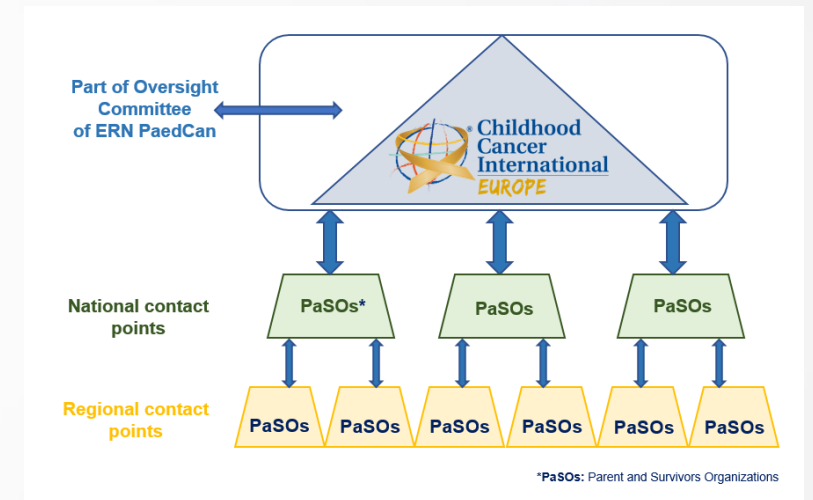 Part of Oversight
Committee
of ERN PaedCan
® Childhood
Cancer
International
EUROPE
National contact
points
PaSOs*
PaSOs
PaSOs
Regional contact
points
PaSOs
PaSOs
PaSOs
PaSOs
PaSOs
PaSOs
*PaSOs: Parent and Survivors Organizations